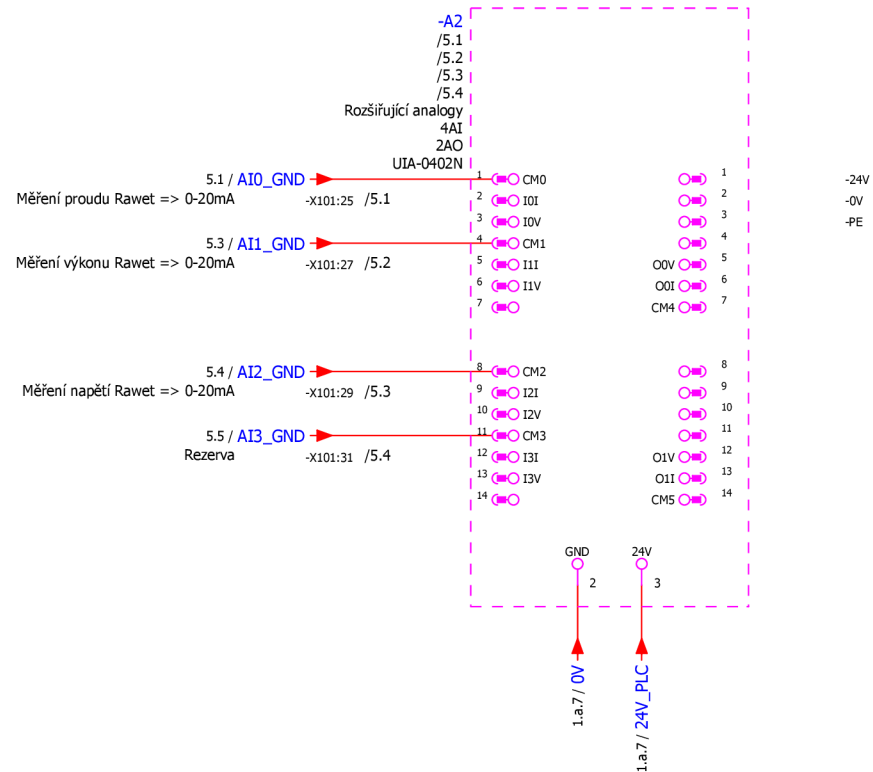 -A2
/5.1
/5.2
/5.3
/5.4
Rozšiřující analogy
4AI
2AO
UIA-0402N
5.1 / AI0_GND 1 CM0 1 -24V
Měření proudu Rawet => 0-20mA -X101:25 /5.1 2 I0I 2 -0V
3 I0V 3 -PE
5.3 / AI1_GND 4 CM1 4
Měření výkonu Rawet => 0-20mA -X101:27 /5.2 5 I1I O0V 5
6 I1V O0I 6
7 CM4 7
5.4 / AI2_GND 8 CM2 8
Měření napětí Rawet => 0-20mA -X101:29 /5.3 9 I2I 9
10 I2V 10
5.5 / AI3_GND 11 CM3 11
Rezerva -X101:31 /5.4 12 I3I O1V 12
13 I3V O1I 13
14 CM5 14
GND 24V
2 3
1.a.7 / 0V
1.a.7 / 24V_PLC